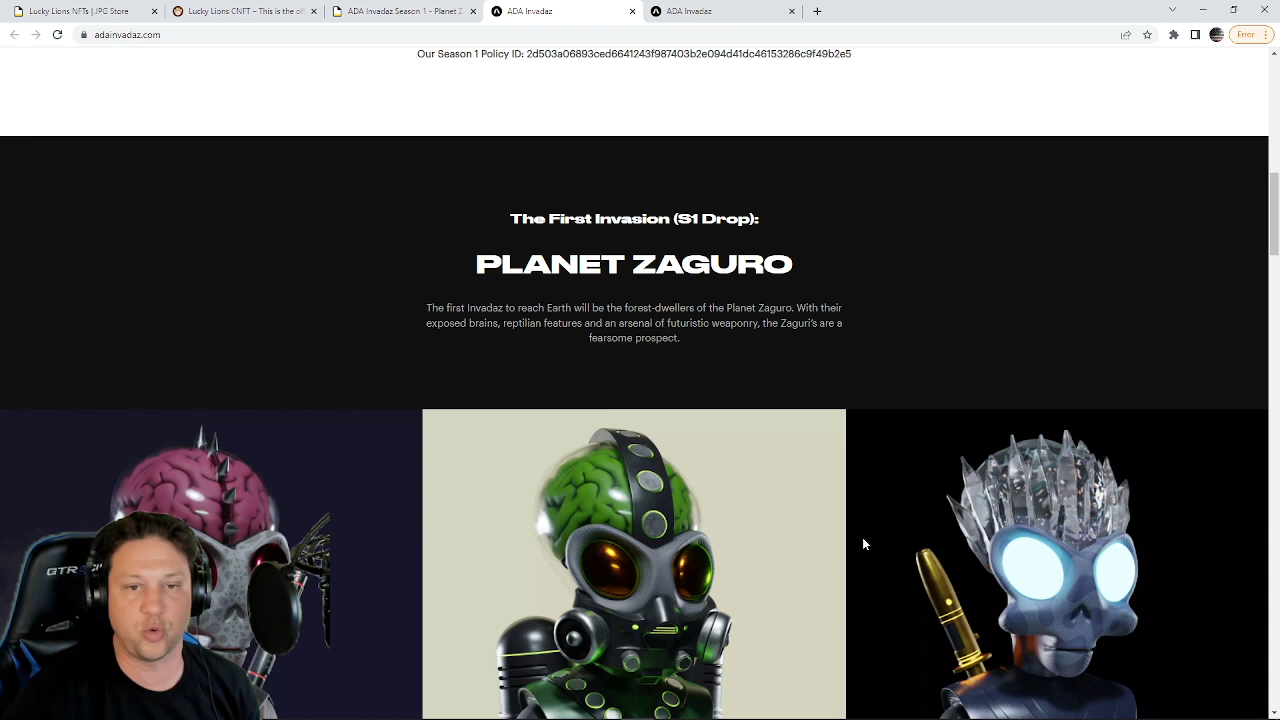 Lucky Lions NFTs | JPG Store
Lucky Lions CNFT – This is the of
ADA Invadaz Season 1 - Planet Z
ADA Invadaz
ADA Invadaz
adainvadaz.com
Error
Our Season 1 Policy ID: 2d503a06893ced6641243f987403b2e094d41dc46153286c9f49b2e5
The First Invasion (S1 Drop):
PLANET ZAGURO
The first Invadaz to reach Earth will be the forest-dwellers of the Planet Zaguro. With their
exposed brains, reptilian features and an arsenal of futuristic weaponry, the Zaguri's are a
fearsome prospect.